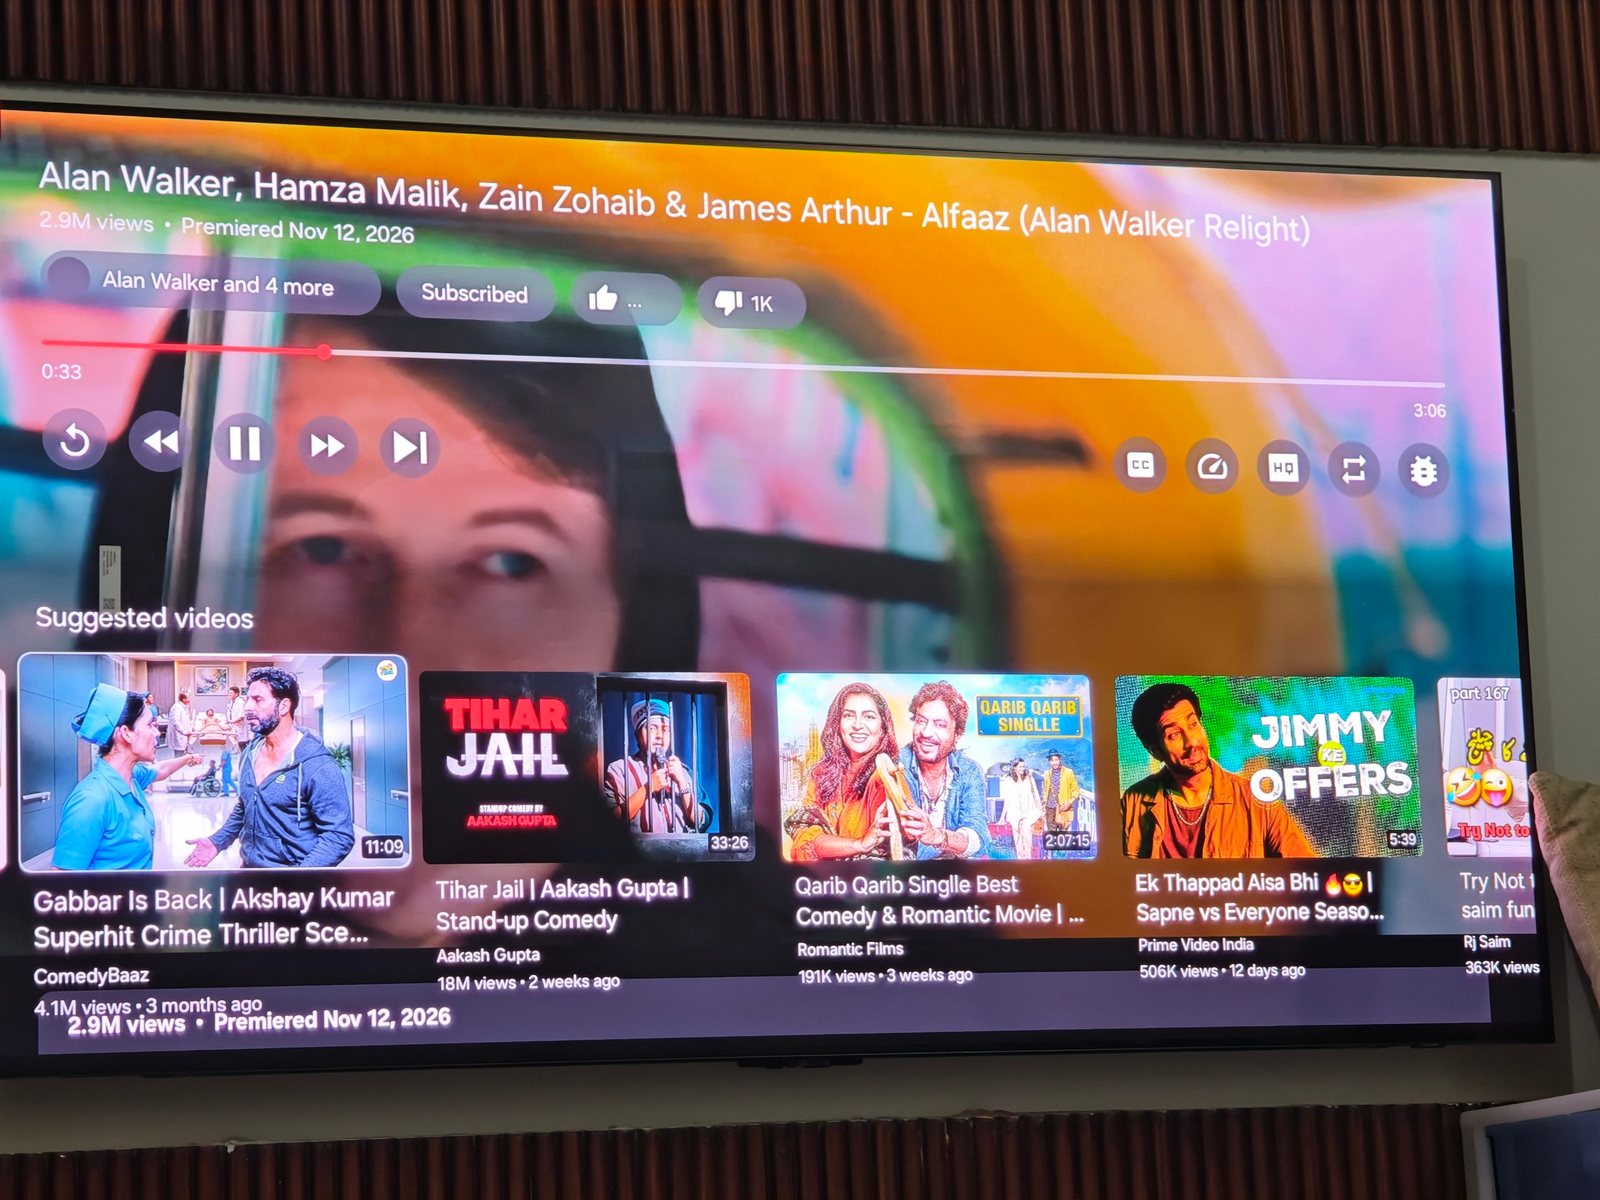 Alan Walker, Hamza Malik, Zain Zohaib & James Arthur - Alfaaz (Alan Walker Relight)
2.9M views • Premiered Nov 12, 2026
Alan Walker and 4 more
Subscribed
...
1K
0:33
3:06
CC
HQ
Suggested videos
11:09
TIHAR
JAIL
STANDUP COMEDY BY
AAKASH GUPTA
33:26
QARIB QARIB
SINGLLE
2:07:15
JIMMY
KE
OFFERS
5:39
part 167
Try Not to
Gabbar Is Back | Akshay Kumar
Superhit Crime Thriller Sce...
ComedyBaaz
4.1M views • 3 months ago
Tihar Jail | Aakash Gupta |
Stand-up Comedy
Aakash Gupta
18M views • 2 weeks ago
Qarib Qarib Singlle Best
Comedy & Romantic Movie | ...
Romantic Films
191K views • 3 weeks ago
Ek Thappad Aisa Bhi 🔥😎 |
Sapne vs Everyone Seaso...
Prime Video India
506K views • 12 days ago
Try Not t
saim fun
Rj Saim
363K views
2.9M views • Premiered Nov 12, 2026